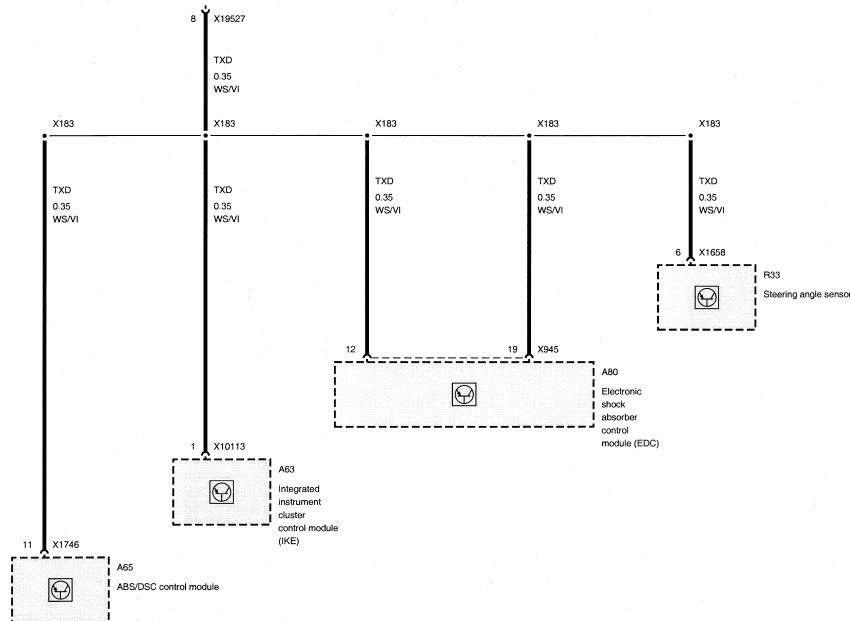 8 X19527
TXD
0.35
WS/VI
X183 X183 X183 X183 X183
TXD
0.35
WS/VI
TXD
0.35
WS/VI
TXD
0.35
WS/VI
TXD
0.35
WS/VI
TXD
0.35
WS/VI
6 X1658
R33
Steering angle sensor
12 19 X945
A80
Electronic
shock
absorber
control
module (EDC)
1 X10113
A63
Integrated
instrument
cluster
control module
(IKE)
11 X1746
A65
ABS/DSC control module